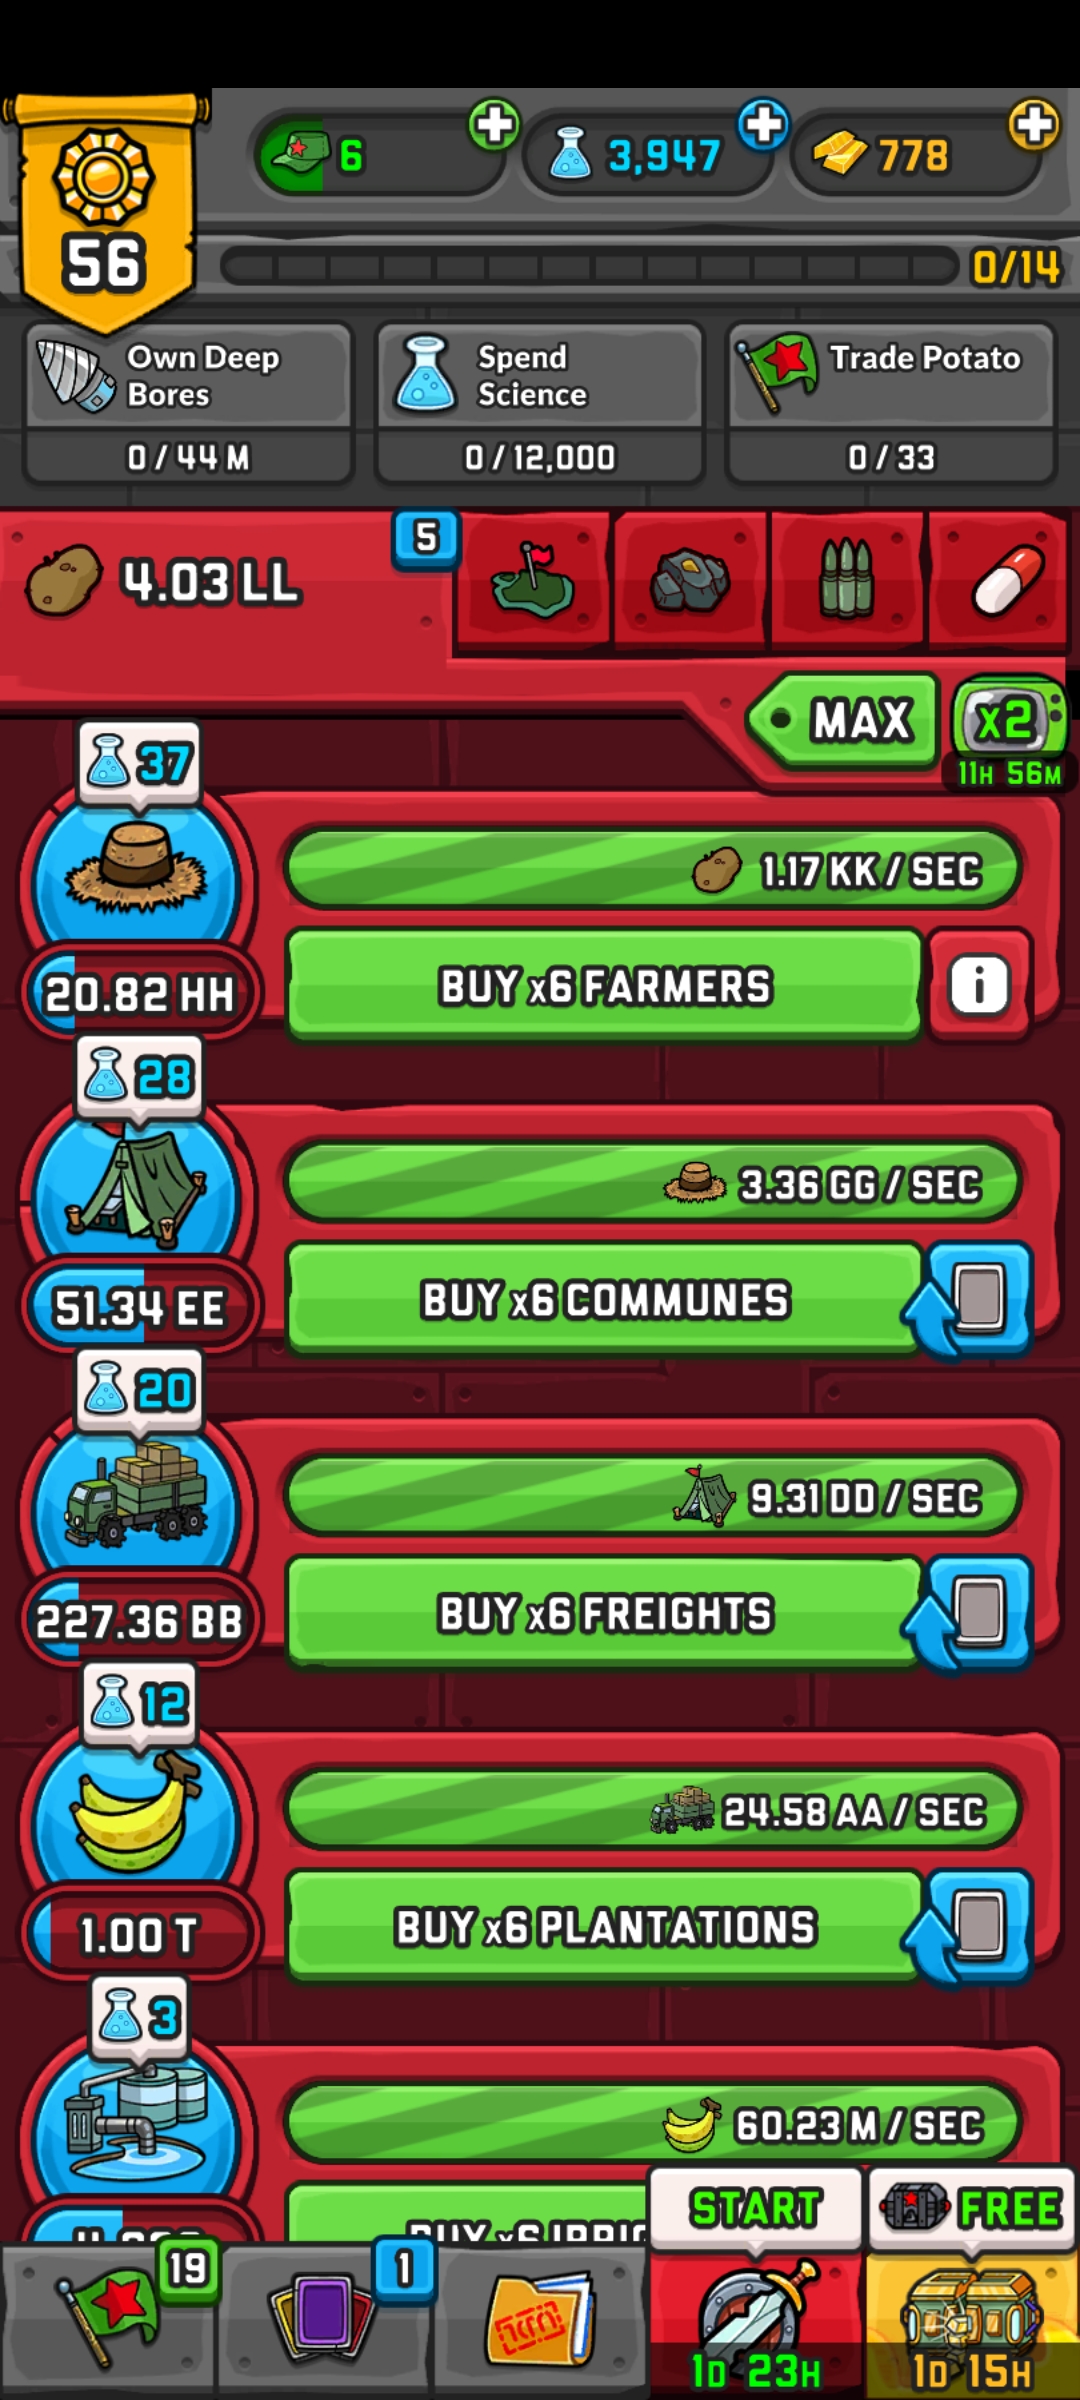 6
3,947
778
56
0/14
Own Deep
Bores
0 / 44 M
Spend
Science
0 / 12,000
Trade Potato
0 / 33
4.03 LL
5
MAX
x2
11H 56M
37
1.17 KK / SEC
20.82 HH
BUY x6 FARMERS
i
28
3.36 GG / SEC
51.34 EE
BUY x6 COMMUNES
20
9.31 DD / SEC
227.36 BB
BUY x6 FREIGHTS
12
24.58 AA / SEC
1.00 T
BUY x6 PLANTATIONS
3
60.23 M / SEC
BUY x6
START
FREE
19
1
1D 23H
1D 15H